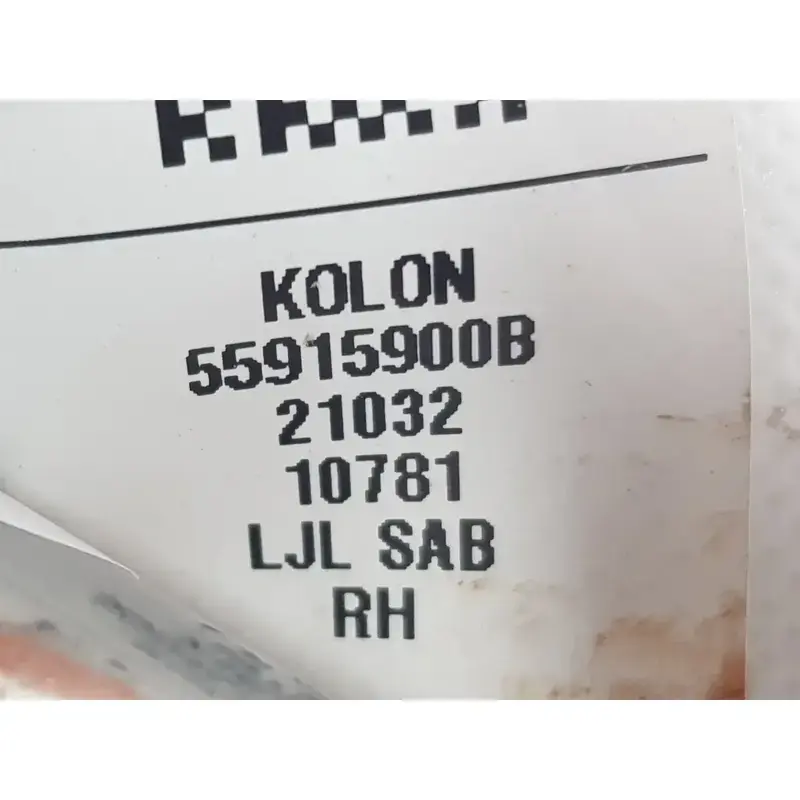 KOLON
55915900B
21032
10781
LJL SAB
RH